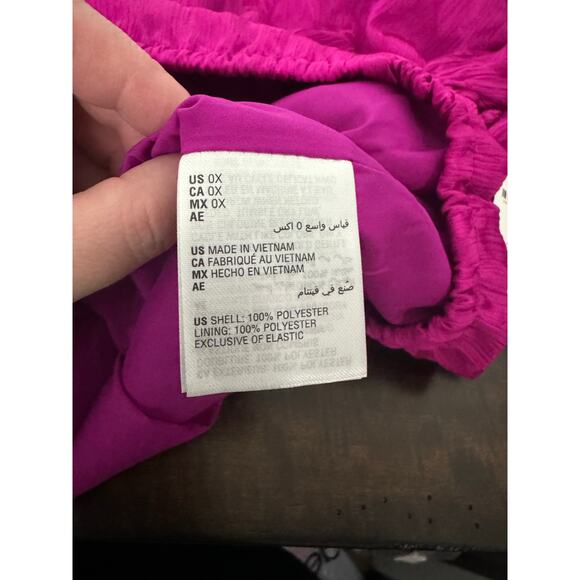 US 0X
CA 0X
MX 0X
AE
قياس واسع 0 اكس
US MADE IN VIETNAM
CA FABRIQUÉ AU VIETNAM
MX HECHO EN VIETNAM
AE
صُنع في فيتنام
US SHELL: 100% POLYESTER
LINING: 100% POLYESTER
EXCLUSIVE OF ELASTIC